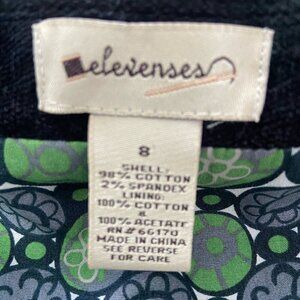 elevenses
8
SHELL:
98% COTTON
2% SPANDEX
LINING:
100% COTTON
&
100% ACETATE
RN# 66170
MADE IN CHINA
SEE REVERSE
FOR CARE